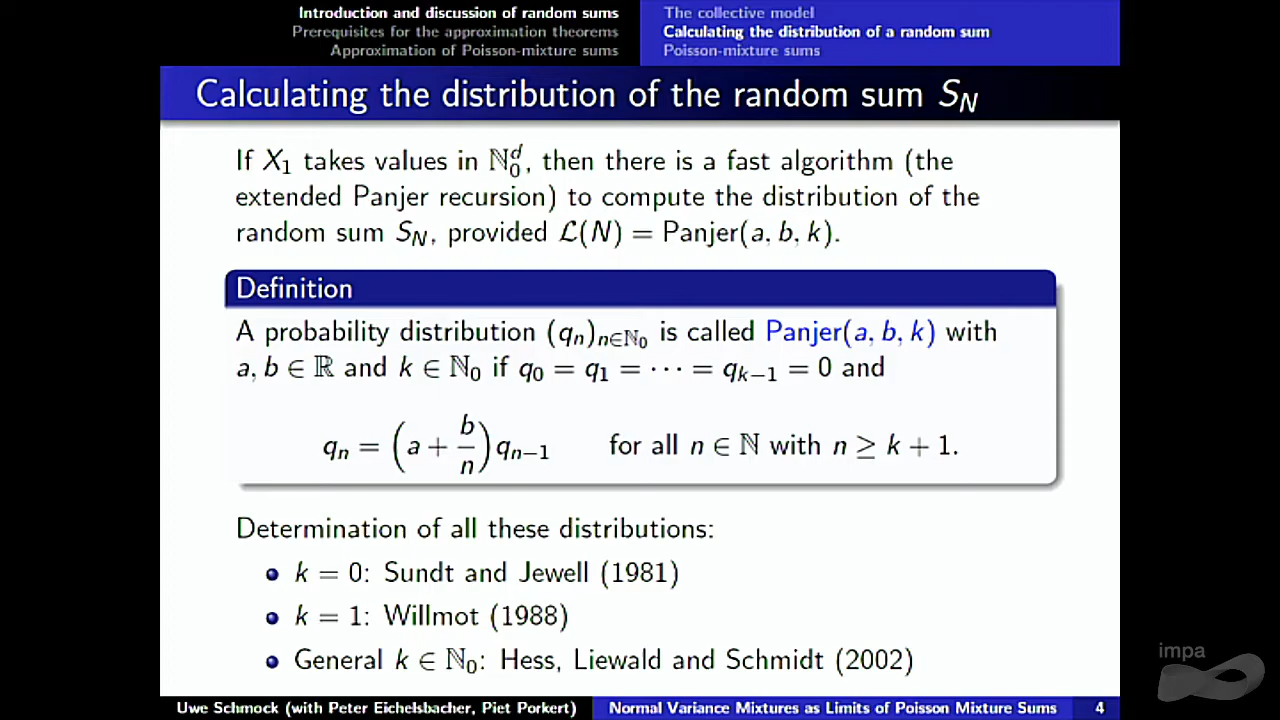 Introduction and discussion of random sums
Prerequisites for the approximation theorems
Approximation of Poisson-mixture sums
The collective model
Calculating the distribution of a random sum
Poisson-mixture sums
Calculating the distribution of the random sum S_N
If X₁ takes values in ℕ₀ᵈ, then there is a fast algorithm (the
extended Panjer recursion) to compute the distribution of the
random sum S_N, provided ℒ(N) = Panjer(a, b, k).
Definition
A probability distribution (qₙ)_{n∈ℕ₀} is called Panjer(a, b, k) with
a, b ∈ ℝ and k ∈ ℕ₀ if q₀ = q₁ = ⋯ = q_{k−1} = 0 and
qₙ = (a + b/n) q_{n−1} for all n ∈ ℕ with n ≥ k + 1.
Determination of all these distributions:
• k = 0: Sundt and Jewell (1981)
• k = 1: Willmot (1988)
• General k ∈ ℕ₀: Hess, Liewald and Schmidt (2002)
impa
Uwe Schmock (with Peter Eichelsbacher, Piet Porkert)
Normal Variance Mixtures as Limits of Poisson Mixture Sums
4